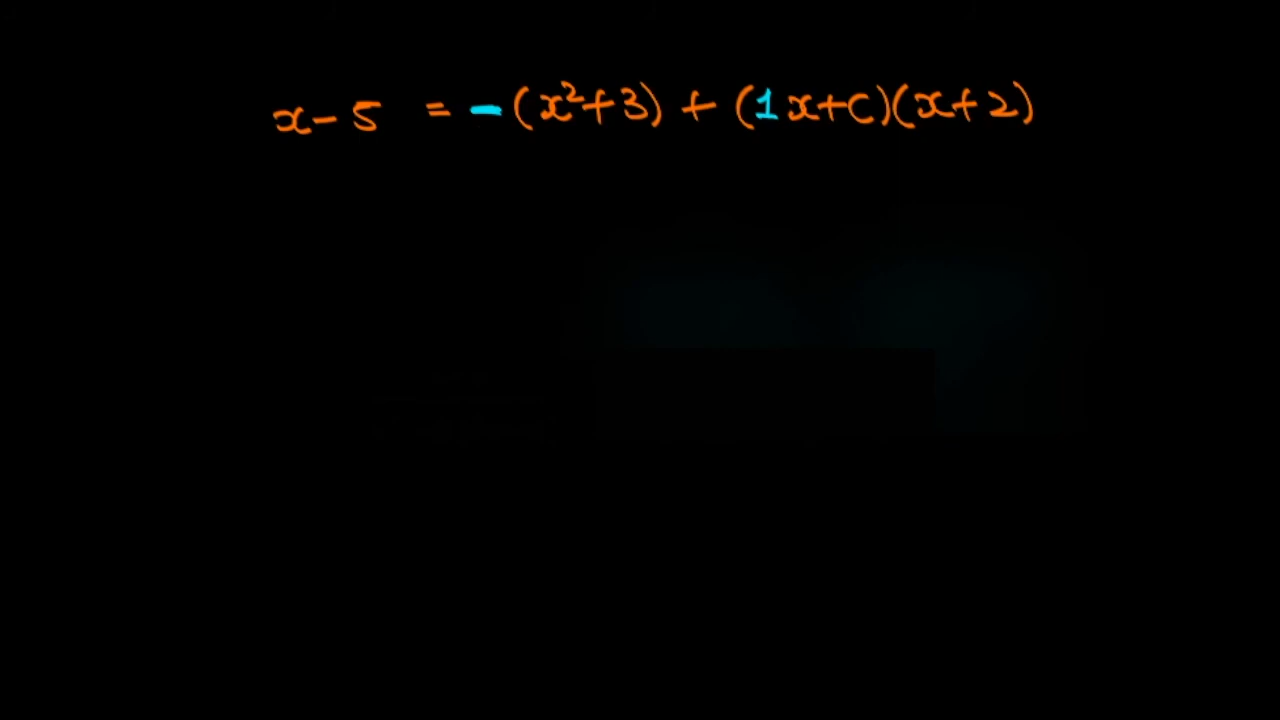 x - 5 = -(x²+3) + (1x+C)(x+2)